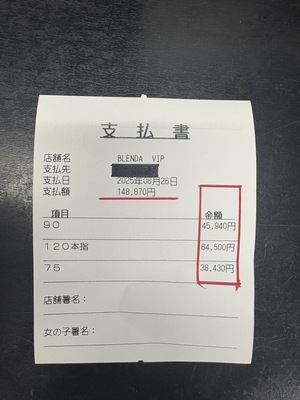 支払書
店舗名 BLENDA VIP
支払先
支払日 2025年08月26日
支払額 148,870円
項目 金額
90 45,940円
120本指 64,500円
75 38,430円
店舗署名：
女の子署名：